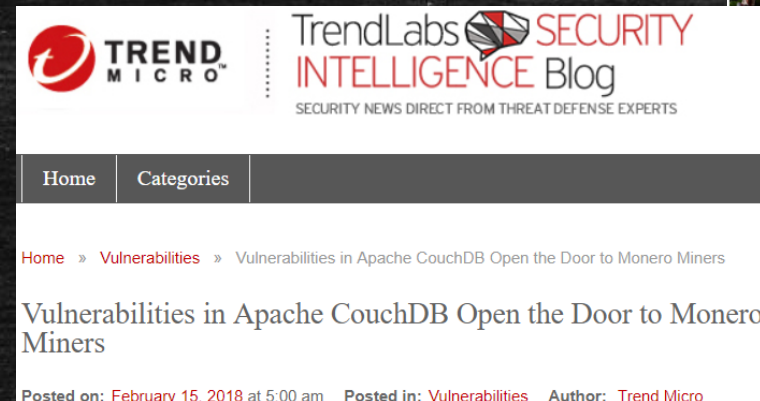 TREND MICRO™
TrendLabs SECURITY
INTELLIGENCE Blog
SECURITY NEWS DIRECT FROM THREAT DEFENSE EXPERTS
Home Categories
Home » Vulnerabilities » Vulnerabilities in Apache CouchDB Open the Door to Monero Miners
Vulnerabilities in Apache CouchDB Open the Door to Monero
Miners
Posted on: February 15, 2018 at 5:00 am Posted in: Vulnerabilities Author: Trend Micro